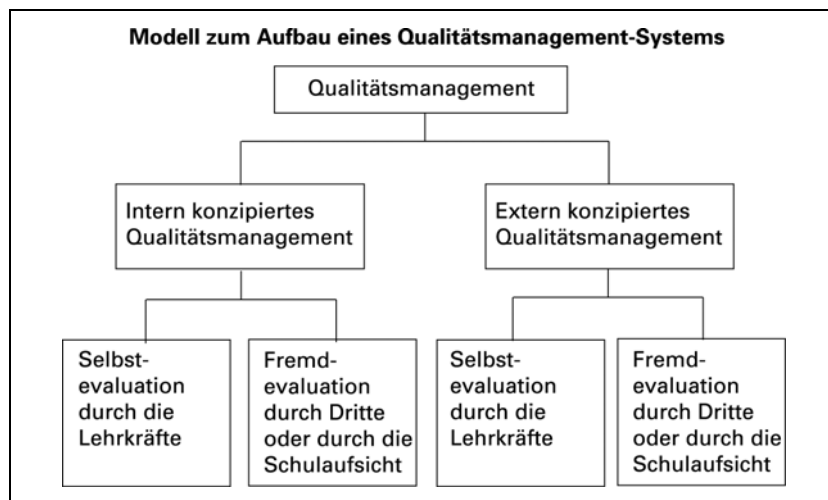 Modell zum Aufbau eines Qualitätsmanagement-Systems
Qualitätsmanagement
Intern konzipiertes
Qualitätsmanagement
Extern konzipiertes
Qualitätsmanagement
Selbst-
evaluation
durch die
Lehrkräfte
Fremd-
evaluation
durch Dritte
oder durch die
Schulaufsicht
Selbst-
evaluation
durch die
Lehrkräfte
Fremd-
evaluation
durch Dritte
oder durch die
Schulaufsicht